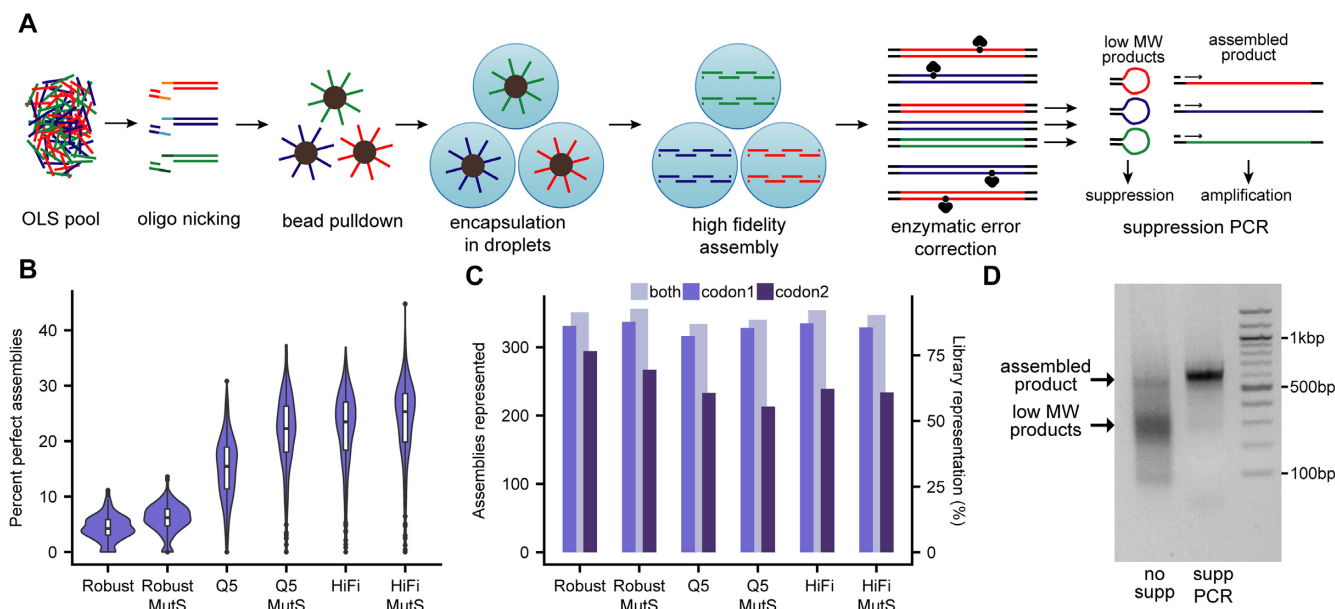 A
OLS pool
oligo nicking
bead pulldown
encapsulation
in droplets
high fidelity
assembly
enzymatic error
correction
low MW
products
assembled
product
suppression
amplification
suppression PCR
B
Percent perfect assemblies
40
30
20
10
0
Robust
Robust
MutS
Q5
Q5
MutS
HiFi
HiFi
MutS
C
both
codon1
codon2
Assemblies represented
300
200
100
0
Library representation (%)
75
50
25
0
Robust
Robust
MutS
Q5
Q5
MutS
HiFi
HiFi
MutS
D
assembled
product
low MW
products
1kbp
500bp
100bp
no
supp
supp
PCR